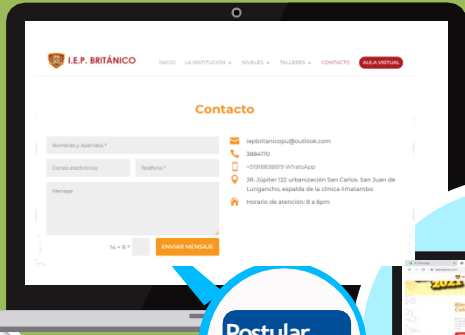 Contacto
I.E.P. BRITÁNICO
INICIO LA INSTITUCIÓN NIVELES TALLERES CONTACTO AULA VIRTUAL
Contacto
Nombres y Apellidos *
Correo electrónico Teléfono *
Mensaje
14 + 8 =
ENVIAR MENSAJE
iepbritanicopu@outlook.com
3884170
+51918838819 WhatsApp
JR. Júpiter 122 urbanización San Carlos. San Juan de
Lurigancho, espalda de la clínica limatambo
Horario de atención: 8 a 6pm
Postular
2021